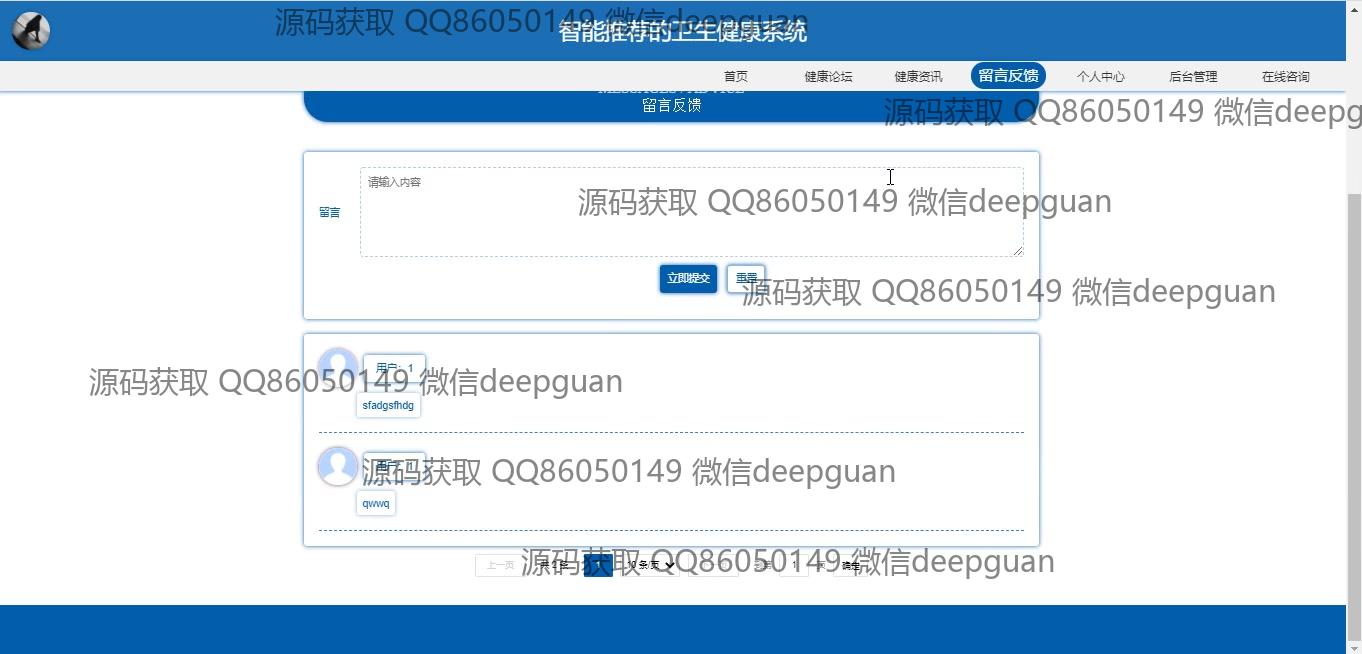 源码获取 QQ86050149 微信deepguan
智能推荐的卫生健康系统
首页 健康论坛 健康资讯 留言反馈 个人中心 后台管理 在线咨询
留言反馈
源码获取 QQ86050149 微信deepg
请输入内容
源码获取 QQ86050149 微信deepguan
留言
立即提交 重置
源码获取 QQ86050149 微信deepguan
用户：1
源码获取 QQ86050149 微信deepguan
sfadgsfhdg
源码获取 QQ86050149 微信deepguan
qwwq
源码获取 QQ86050149 微信deepguan
上一页 1 10 条/页 1 页 确定